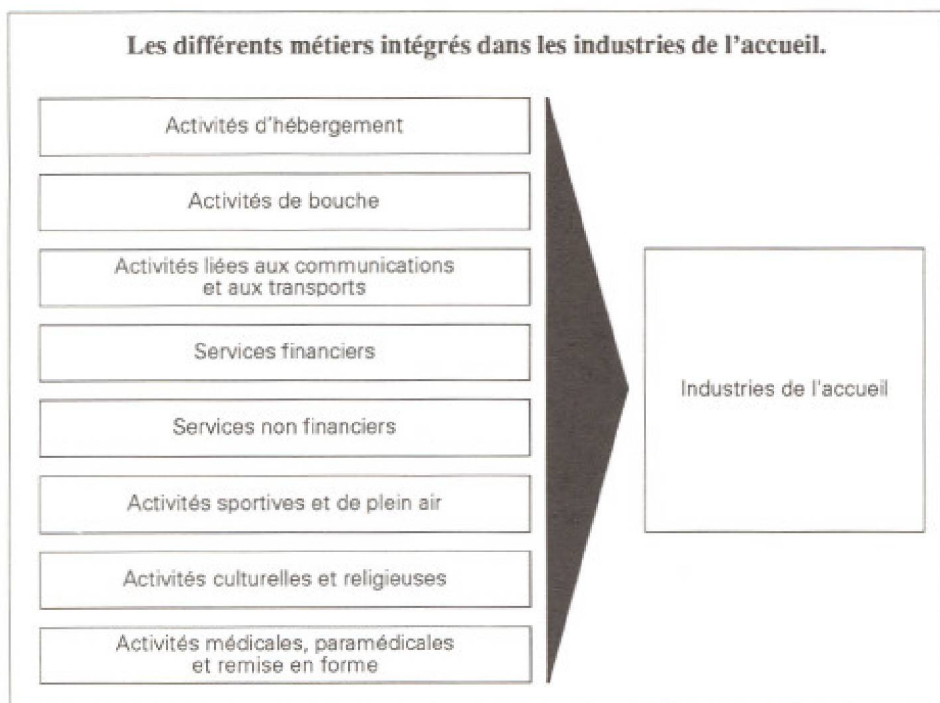 Les différents métiers intégrés dans les industries de l'accueil.
Activités d'hébergement
Activités de bouche
Activités liées aux communications
et aux transports
Services financiers
Services non financiers
Activités sportives et de plein air
Activités culturelles et religieuses
Activités médicales, paramédicales
et remise en forme
Industries de l'accueil